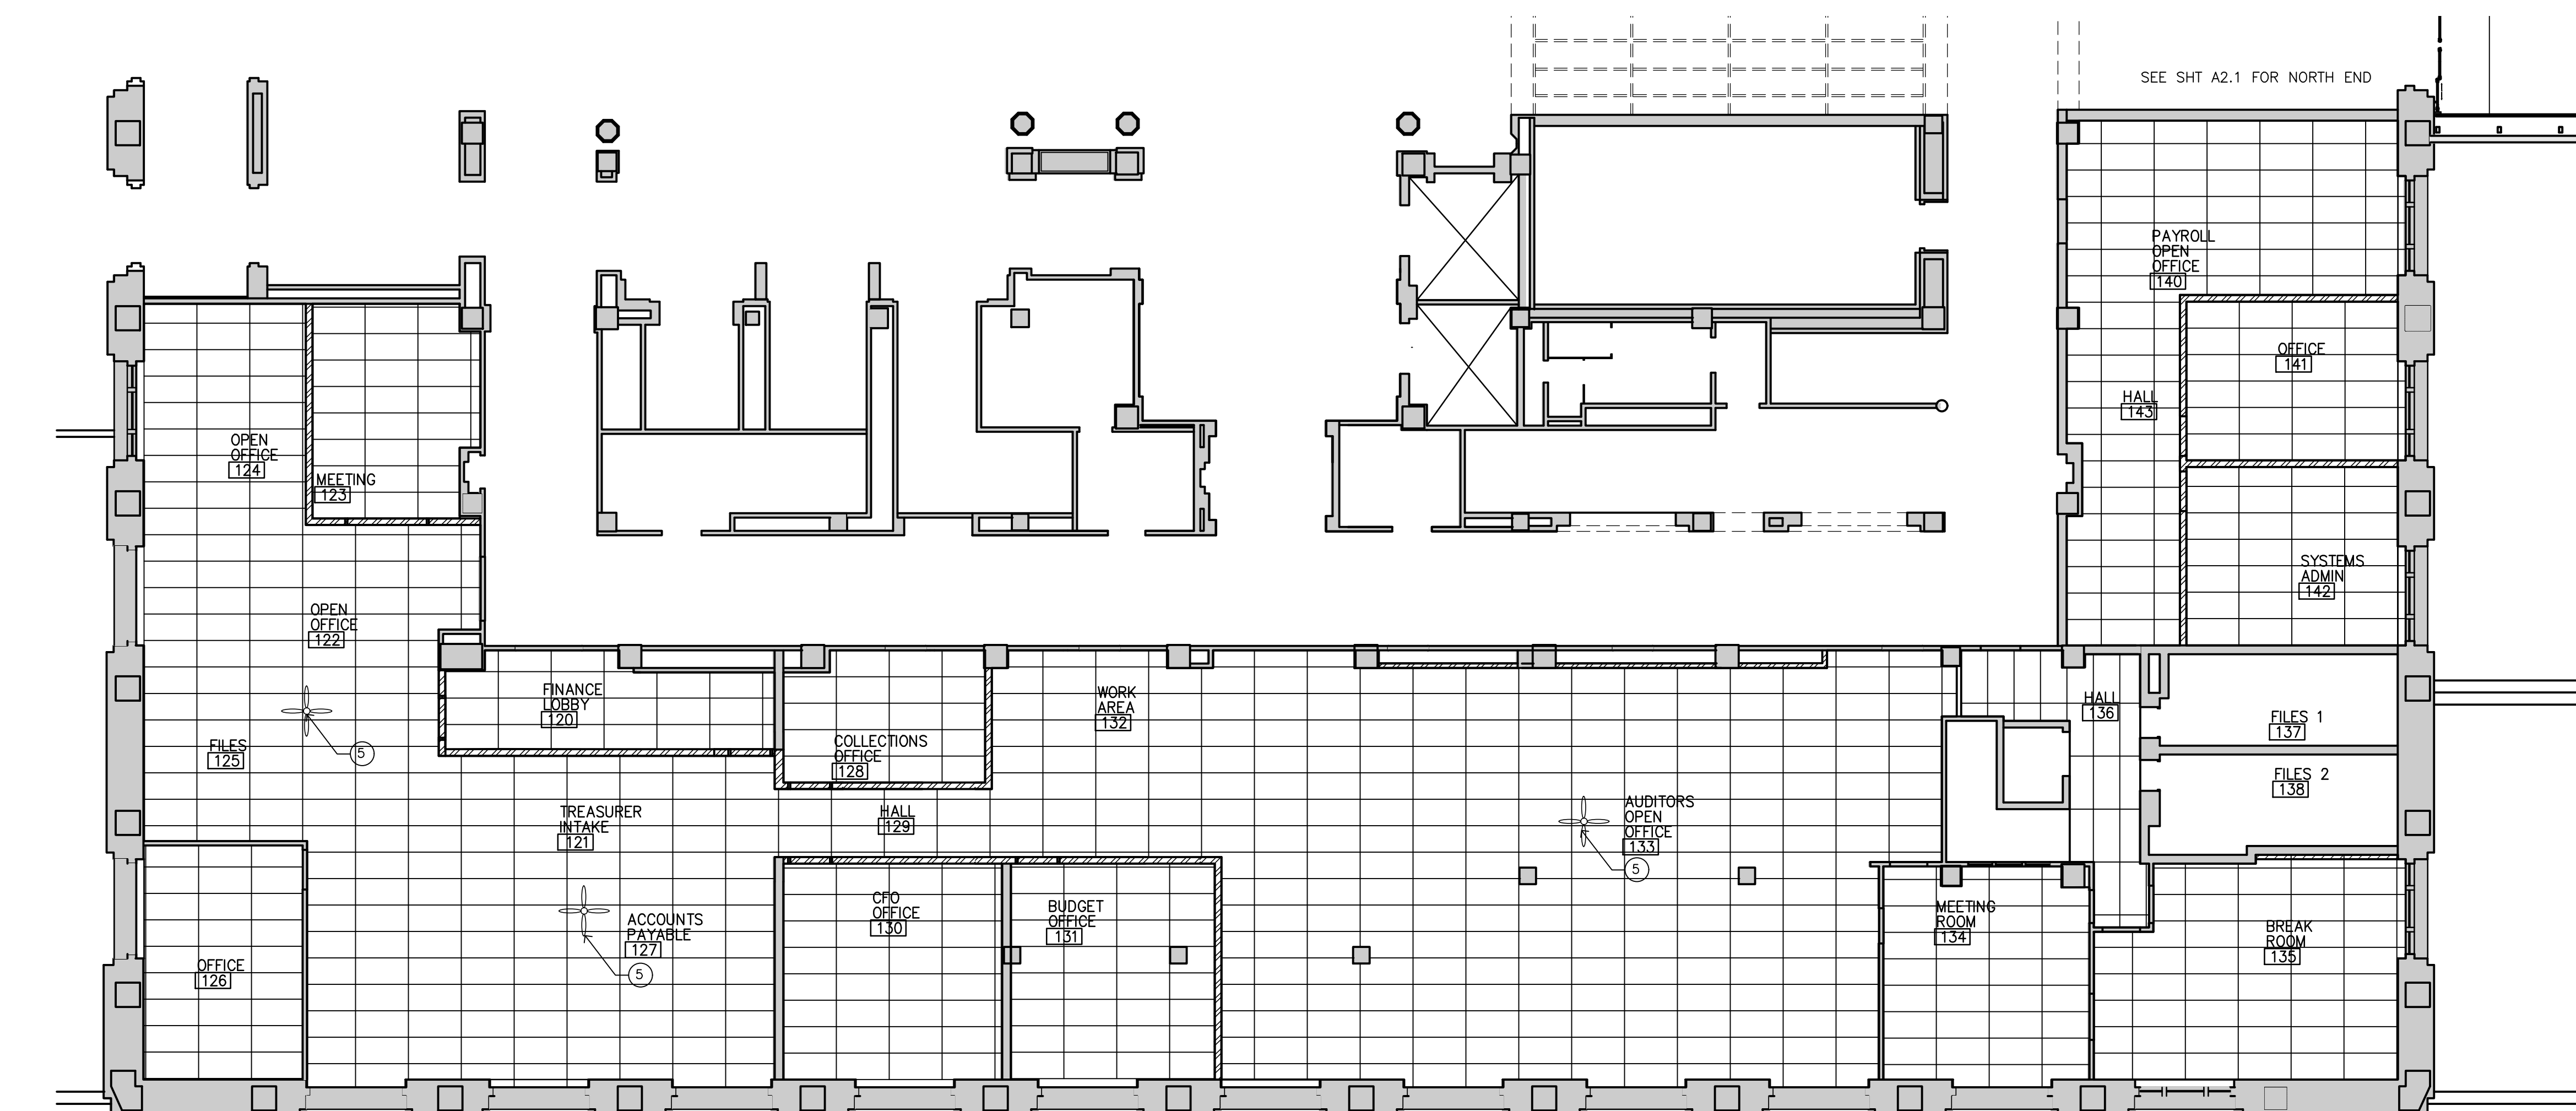 SEE SHT A2.1 FOR NORTH END
PAYROLL
OPEN
OFFICE
140
OFFICE
141
HALL
143
OPEN
OFFICE
124
MEETING
123
SYSTEMS
ADMIN
142
OPEN
OFFICE
122
FINANCE
LOBBY
120
WORK
AREA
132
HALL
136
FILES 1
137
FILES
125
5
COLLECTIONS
OFFICE
128
FILES 2
138
TREASURER
INTAKE
121
HALL
129
AUDITORS
OPEN
OFFICE
133
5
CFO
OFFICE
130
BUDGET
OFFICE
131
MEETING
ROOM
134
ACCOUNTS
PAYABLE
127
5
BREAK
ROOM
135
OFFICE
126